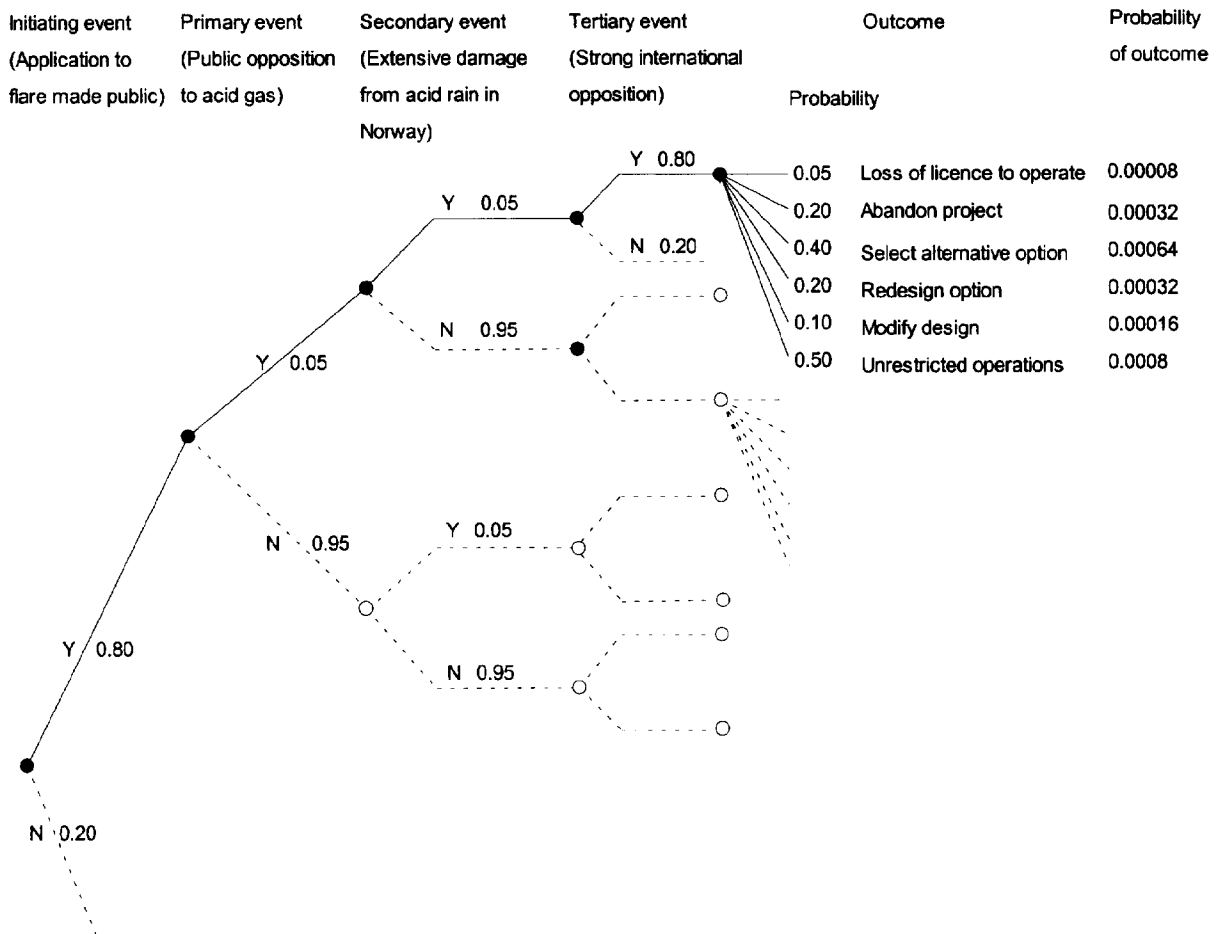 Initiating event
(Application to
flare made public)
Primary event
(Public opposition
to acid gas)
Secondary event
(Extensive damage
from acid rain in
Norway)
Tertiary event
(Strong international
opposition)
Probability
Outcome
Probability
of outcome
Y 0.80
0.05 Loss of licence to operate 0.00008
Y 0.05
0.20 Abandon project 0.00032
N 0.20
0.40 Select alternative option 0.00064
0.20 Redesign option 0.00032
N 0.95
0.10 Modify design 0.00016
Y 0.05
0.50 Unrestricted operations 0.0008
Y 0.05
N 0.95
Y 0.80
N 0.95
N 0.20